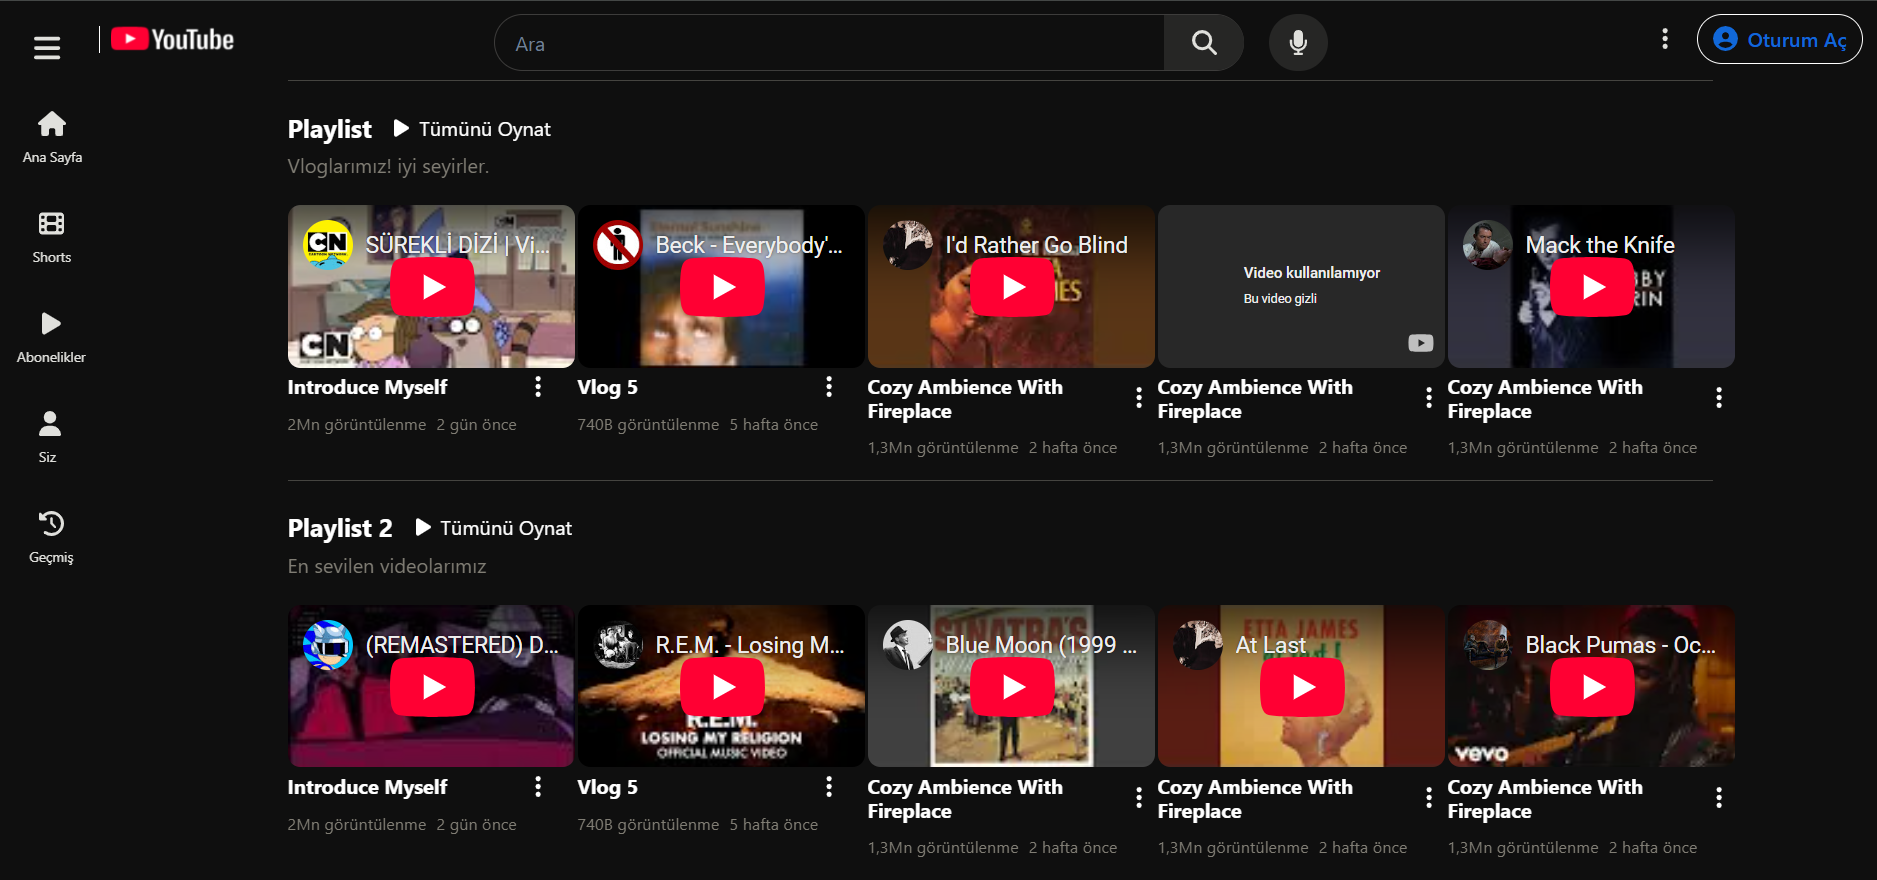 YouTube
Ara
Oturum Aç
Ana Sayfa
Shorts
Abonelikler
Siz
Geçmiş
Playlist
Tümünü Oynat
Vloglarımız! iyi seyirler.
CN
CARTOON NETWORK
SÜREKLİ DİZİ | Vi...
CN
Introduce Myself
2Mn görüntülenme 2 gün önce
Beck - Everybody'...
Vlog 5
740B görüntülenme 5 hafta önce
I'd Rather Go Blind
Cozy Ambience With
Fireplace
1,3Mn görüntülenme 2 hafta önce
Video kullanılamıyor
Bu video gizli
Cozy Ambience With
Fireplace
1,3Mn görüntülenme 2 hafta önce
Mack the Knife
Cozy Ambience With
Fireplace
1,3Mn görüntülenme 2 hafta önce
Playlist 2
Tümünü Oynat
En sevilen videolarımız
(REMASTERED) D...
Introduce Myself
2Mn görüntülenme 2 gün önce
R.E.M. - Losing M...
R.E.M.
LOSING MY RELIGION
OFFICIAL MUSIC VIDEO
Vlog 5
740B görüntülenme 5 hafta önce
SINATRA'S
Blue Moon (1999 ...
Cozy Ambience With
Fireplace
1,3Mn görüntülenme 2 hafta önce
ETTA JAMES
At Last
Cozy Ambience With
Fireplace
1,3Mn görüntülenme 2 hafta önce
Black Pumas - Oc...
vevo
Cozy Ambience With
Fireplace
1,3Mn görüntülenme 2 hafta önce